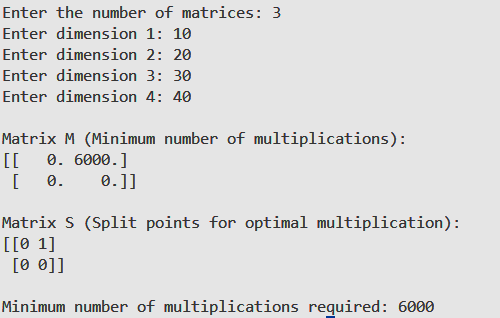 Enter the number of matrices: 3
Enter dimension 1: 10
Enter dimension 2: 20
Enter dimension 3: 30
Enter dimension 4: 40
Matrix M (Minimum number of multiplications):
[[   0. 6000.]
 [   0.    0.]]
Matrix S (Split points for optimal multiplication):
[[0 1]
 [0 0]]
Minimum number of multiplications required: 6000